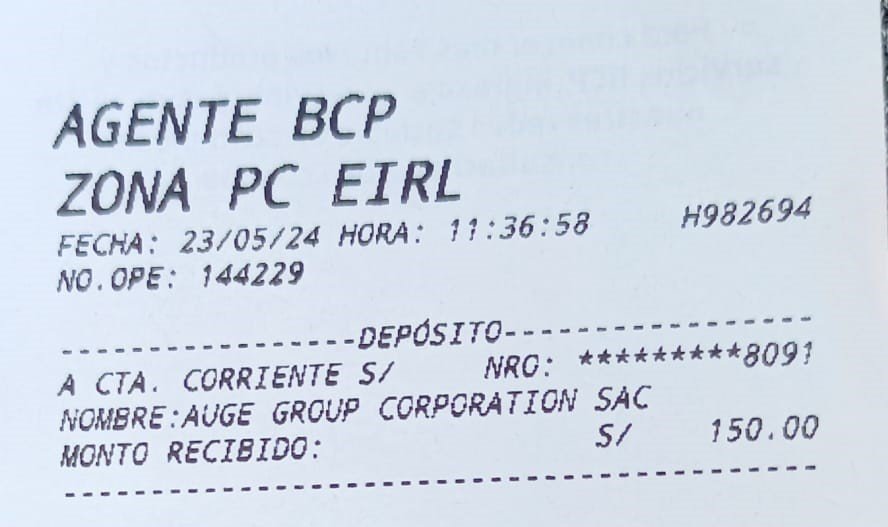 AGENTE BCP
ZONA PC EIRL
FECHA: 23/05/24 HORA: 11:36:58 H982694
NO.OPE: 144229
-----------------DEPÓSITO-----------------
A CTA. CORRIENTE S/ NRO: *********8091
NOMBRE:AUGE GROUP CORPORATION SAC
MONTO RECIBIDO: S/ 150.00
------------------------------------------